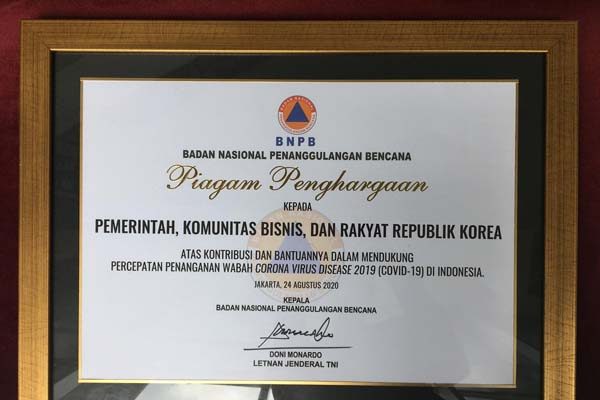 BNPB
BADAN NASIONAL PENANGGULANGAN BENCANA
Piagam Penghargaan
KEPADA
PEMERINTAH, KOMUNITAS BISNIS, DAN RAKYAT REPUBLIK KOREA
ATAS KONTRIBUSI DAN BANTUANNYA DALAM MENDUKUNG
PERCEPATAN PENANGANAN WABAH CORONA VIRUS DISEASE 2019 (COVID-19) DI INDONESIA.
JAKARTA, 24 AGUSTUS 2020
KEPALA
BADAN NASIONAL PENANGGULANGAN BENCANA
DONI MONARDO
LETNAN JENDERAL TNI